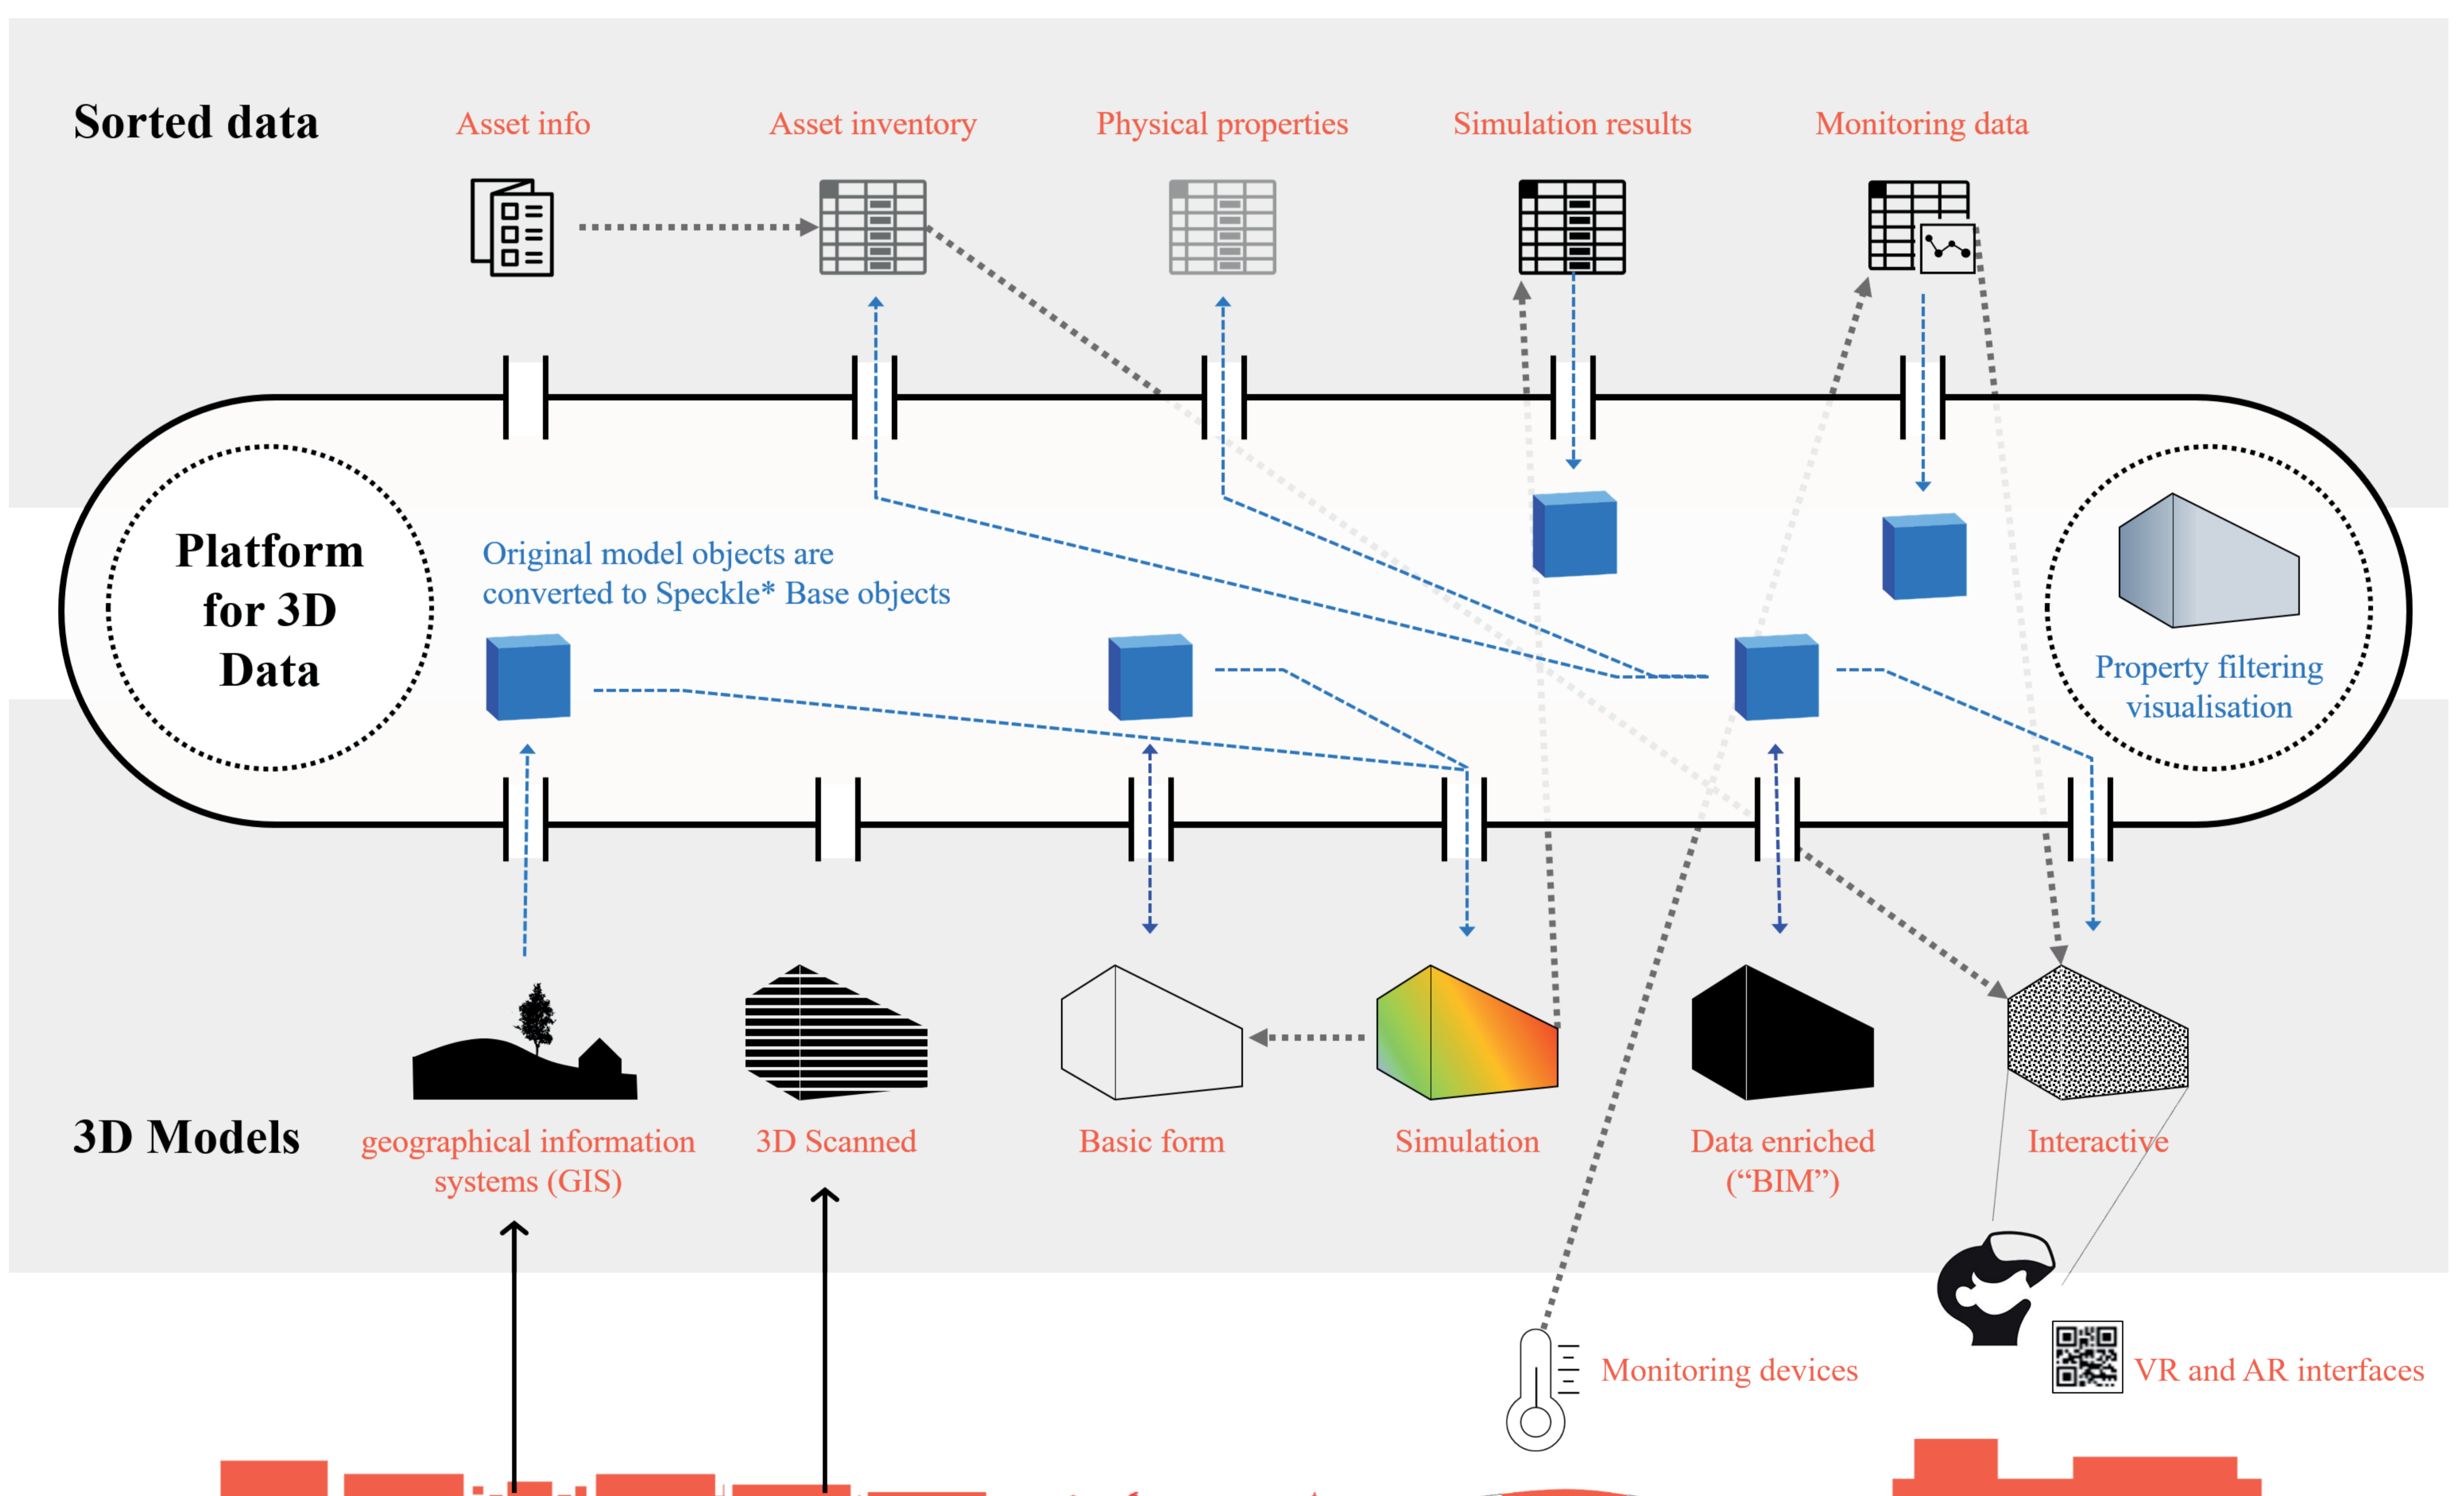 Sorted data
Asset info
Asset inventory
Physical properties
Simulation results
Monitoring data
Platform
for 3D
Data
Original model objects are
converted to Speckle* Base objects
Property filtering
visualisation
3D Models
geographical information
systems (GIS)
3D Scanned
Basic form
Simulation
Data enriched
(“BIM”)
Interactive
Monitoring devices
VR and AR interfaces